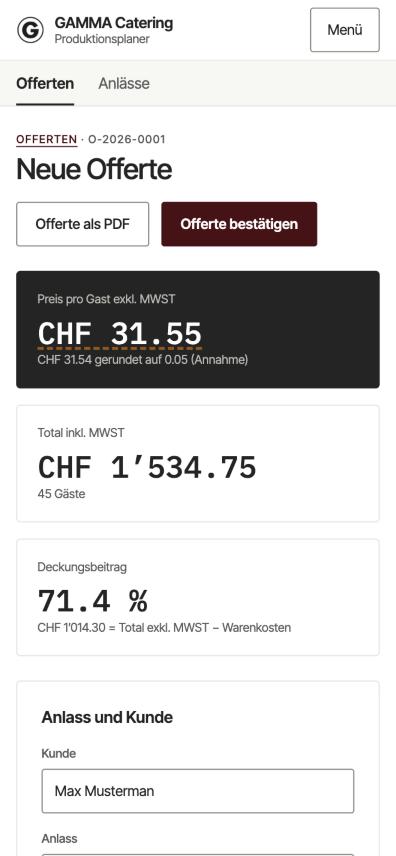 G
GAMMA Catering
Produktionsplaner
Menü
Offerten
Anlässe
OFFERTEN · O-2026-0001
Neue Offerte
Offerte als PDF
Offerte bestätigen
Preis pro Gast exkl. MWST
CHF 31.55
CHF 31.54 gerundet auf 0.05 (Annahme)
Total inkl. MWST
CHF 1’534.75
45 Gäste
Deckungsbeitrag
71.4 %
CHF 1’014.30 = Total exkl. MWST – Warenkosten
Anlass und Kunde
Kunde
Max Musterman
Anlass